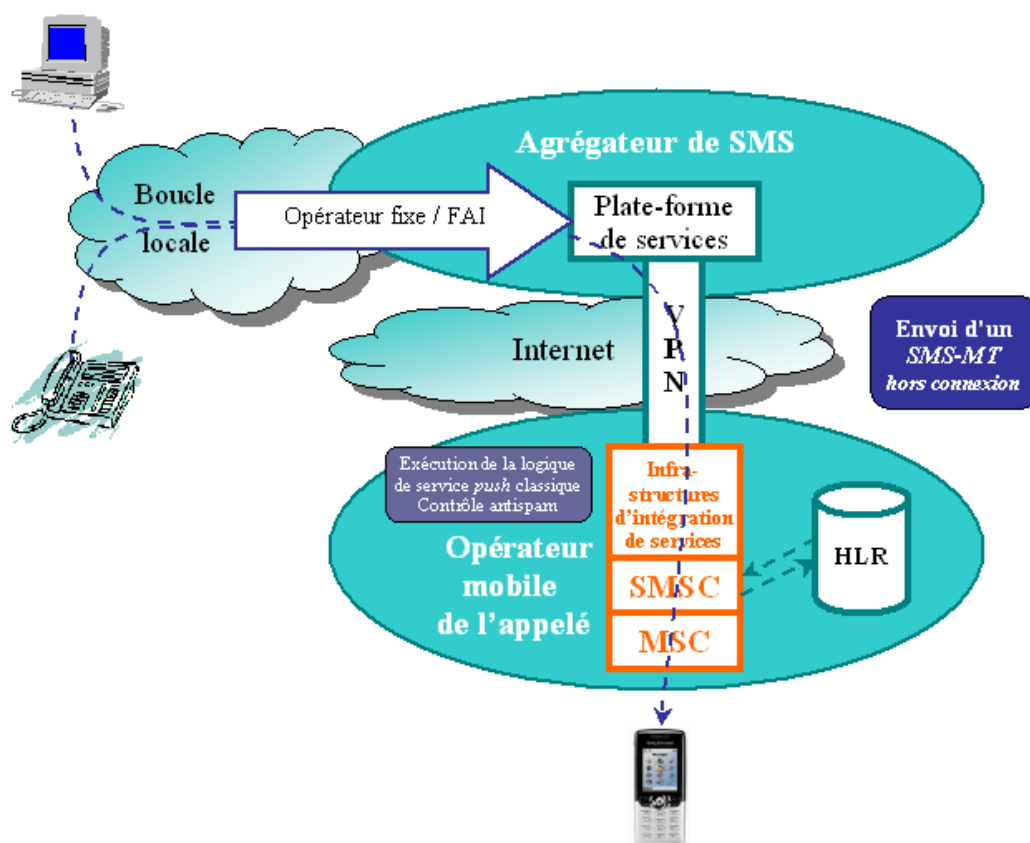 Agrégateur de SMS
Boucle
locale
Opérateur fixe / FAI
Plate-forme
de services
Internet
V
P
N
Envoi d'un
SMS-MT
hors connexion
Exécution de la logique
de service push classique
Contrôle antispam
Infra-
structures
d'intégration
de services
Opérateur
mobile
de l'appelé
SMSC
MSC
HLR